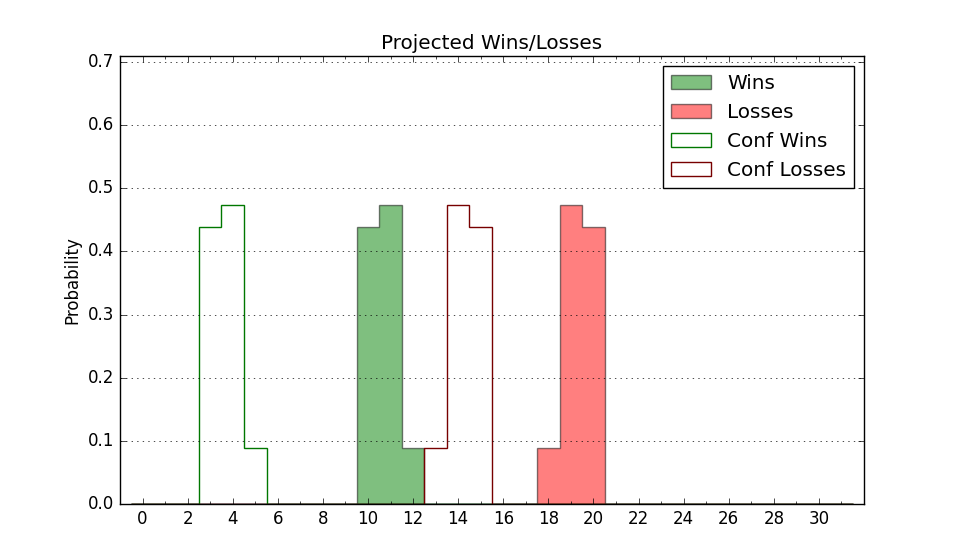 Projected Wins/Losses
0.7
0.6
0.5
0.4
0.3
0.2
0.1
0.0
Probability
Wins
Losses
Conf Wins
Conf Losses
0 2 4 6 8 10 12 14 16 18 20 22 24 26 28 30